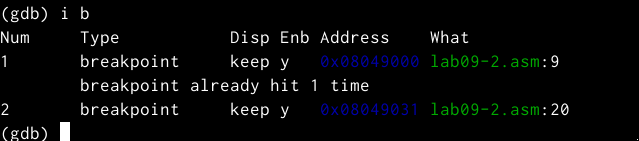 (gdb) i b
Num     Type           Disp Enb Address    What
1       breakpoint     keep y   0x08049000 lab09-2.asm:9
        breakpoint already hit 1 time
2       breakpoint     keep y   0x08049031 lab09-2.asm:20
(gdb)